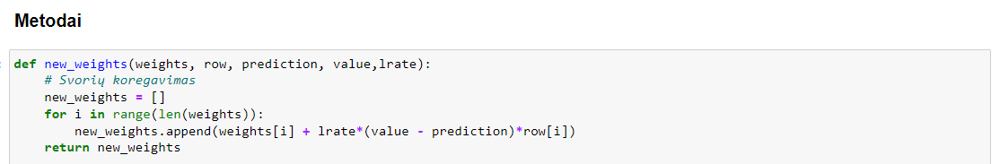 Metodai
def new_weights(weights, row, prediction, value,lrate):
    # Svorių koregavimas
    new_weights = []
    for i in range(len(weights)):
        new_weights.append(weights[i] + lrate*(value - prediction)*row[i])
    return new_weights